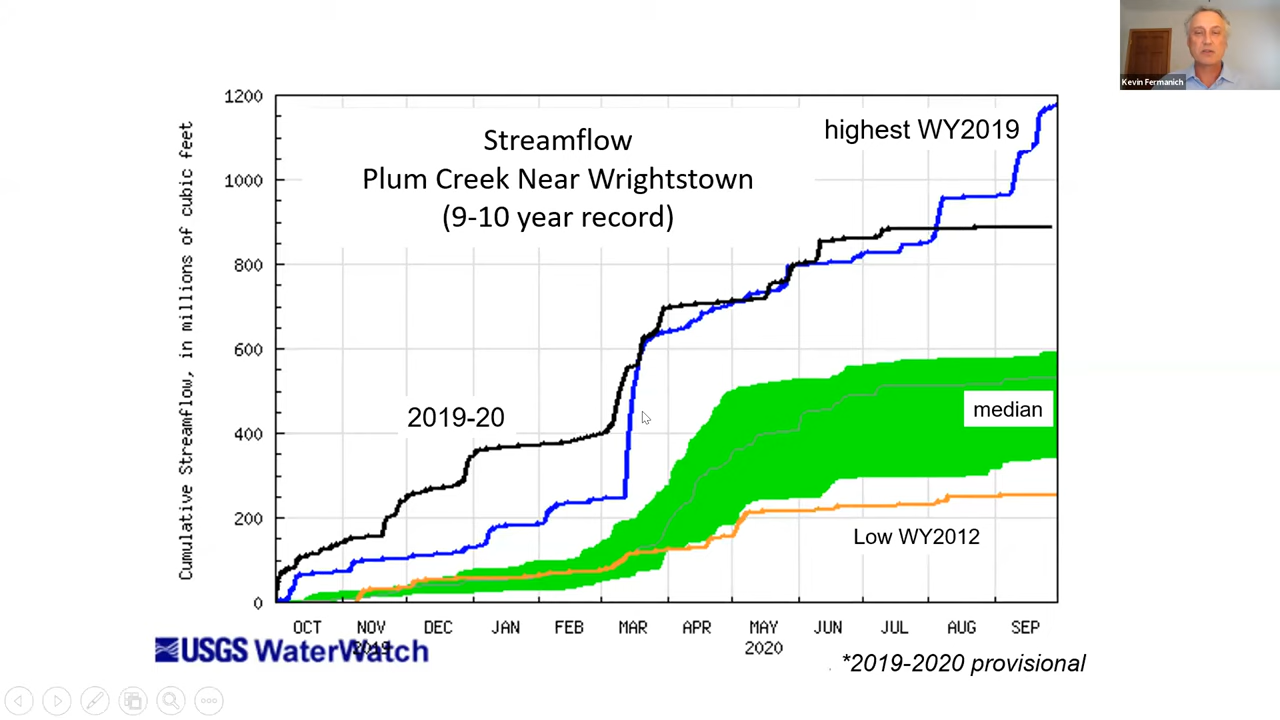 Kevin Fermanich
Streamflow
Plum Creek Near Wrightstown
(9-10 year record)
highest WY2019
2019-20
median
Low WY2012
Cumulative Streamflow, in millions of cubic feet
1200
1000
800
600
400
200
0
OCT NOV DEC JAN FEB MAR APR MAY JUN JUL AUG SEP
2019 2020
USGS WaterWatch
*2019-2020 provisional